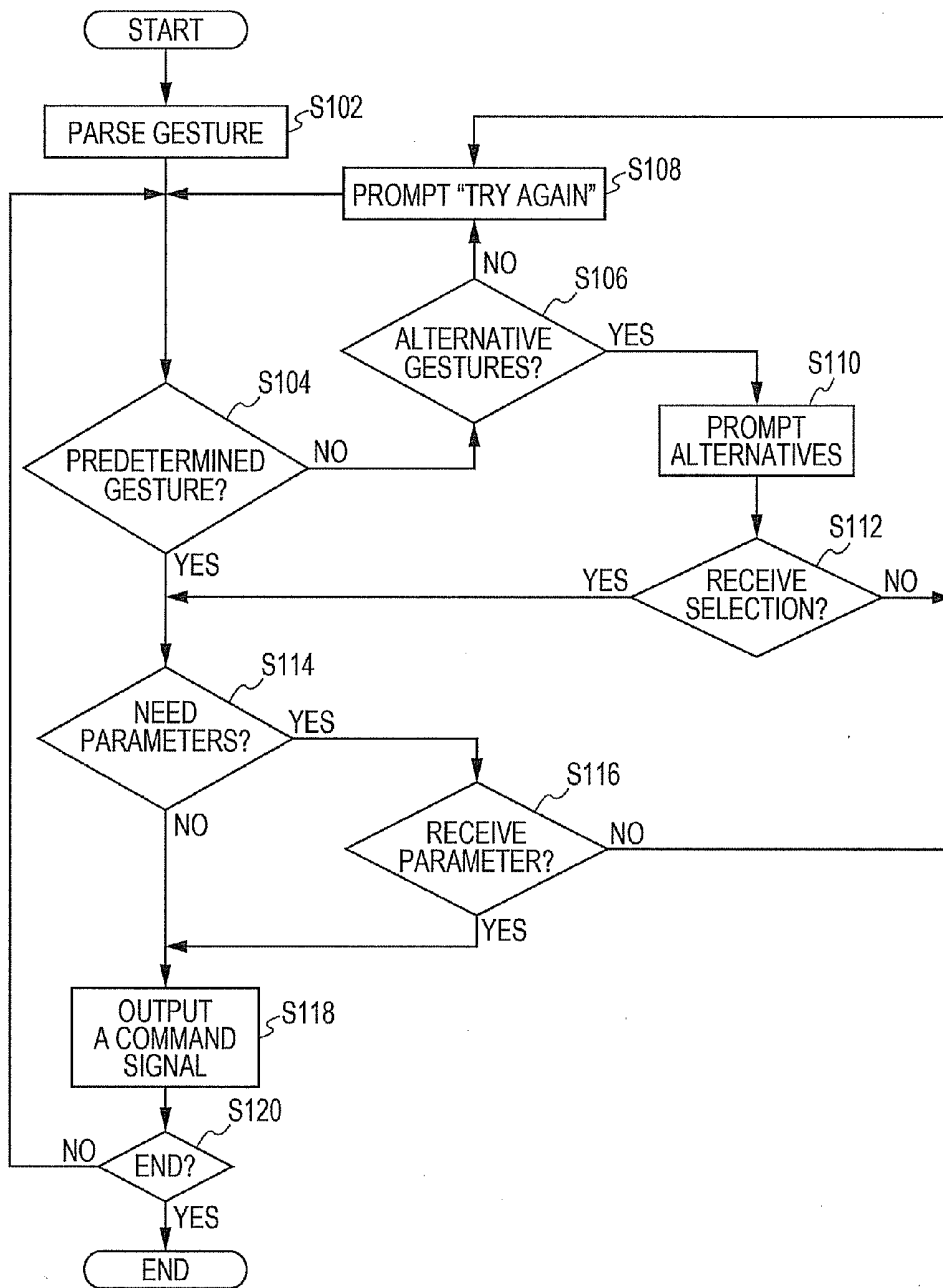 START
PARSE GESTURE
S102
PROMPT “TRY AGAIN”
S108
NO
S106
ALTERNATIVE
GESTURES?
YES
S110
PROMPT
ALTERNATIVES
S104
PREDETERMINED
GESTURE?
NO
YES
S112
RECEIVE
SELECTION?
YES
NO
S114
NEED
PARAMETERS?
YES
NO
S116
RECEIVE
PARAMETER?
NO
YES
OUTPUT
A COMMAND
SIGNAL
S118
S120
END?
NO
YES
END